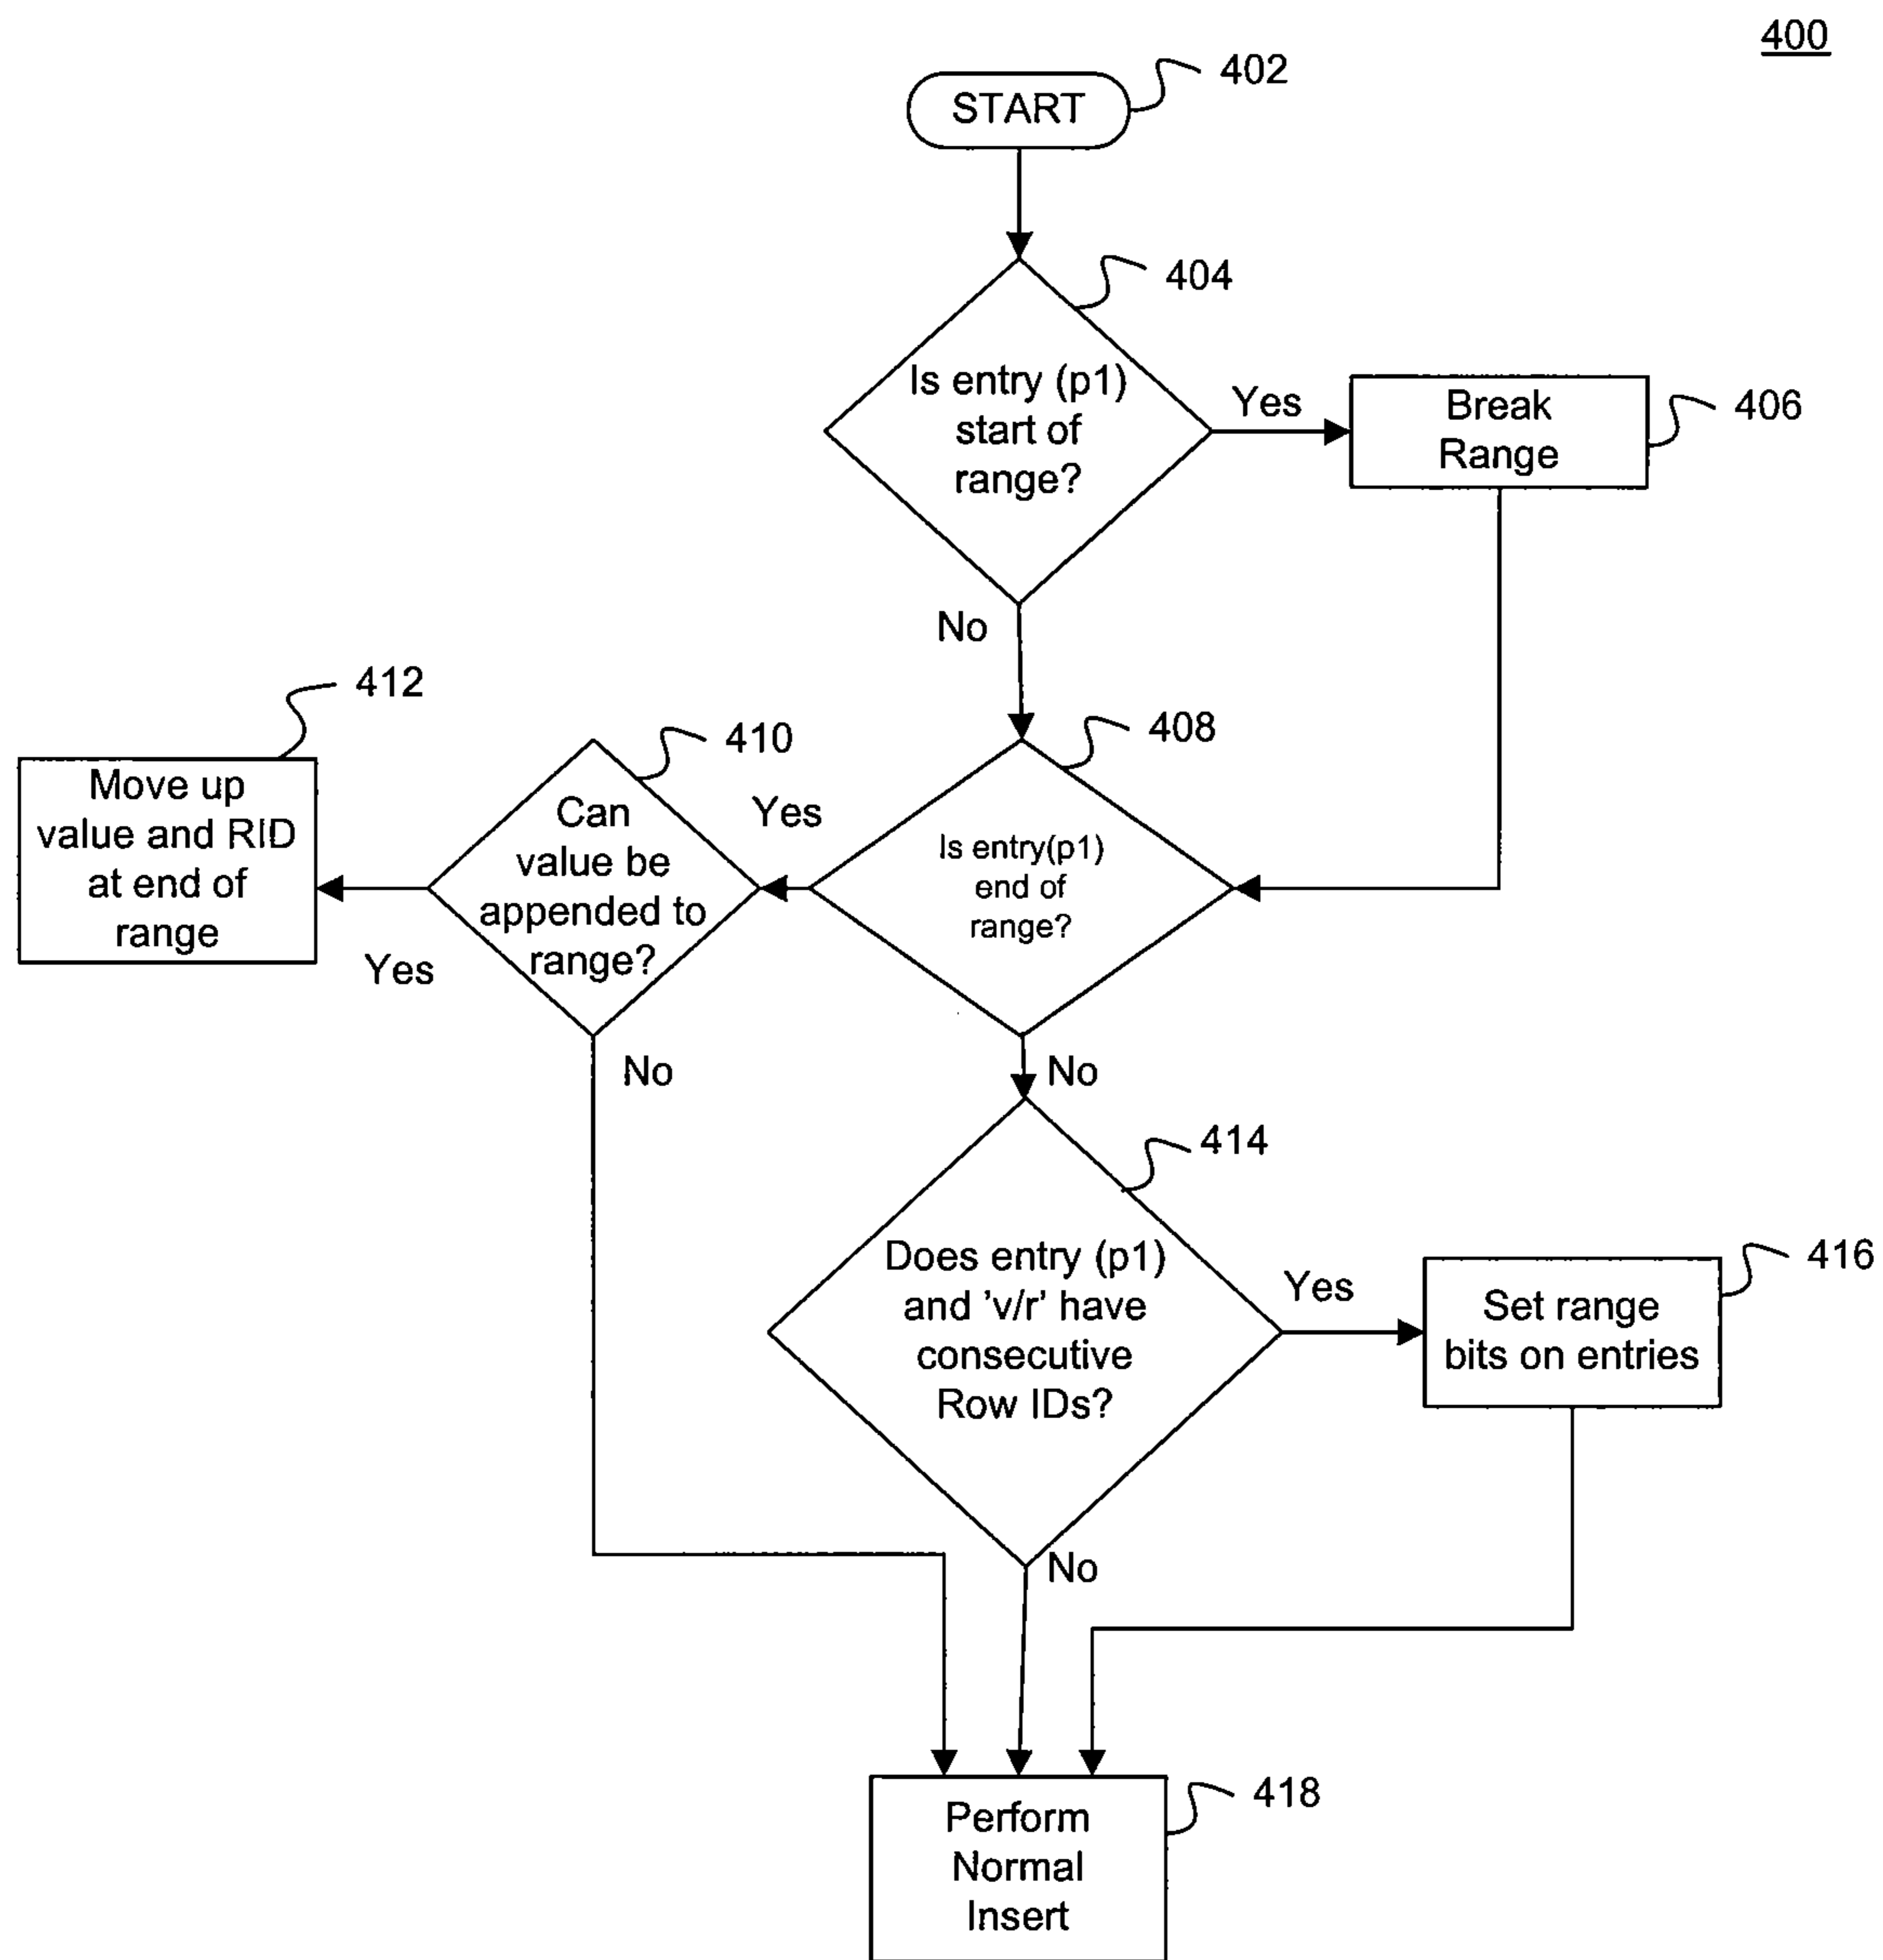 400
START
402
404
Is entry (p1)
start of
range?
Yes
Break
Range
406
No
412
Move up
value and RID
at end of
range
410
Can
value be
appended to
range?
Yes
Yes
408
Is entry(p1)
end of
range?
No
No
414
Does entry (p1)
and 'v/r' have
consecutive
Row IDs?
Yes
416
Set range
bits on entries
No
Perform
Normal
Insert
418